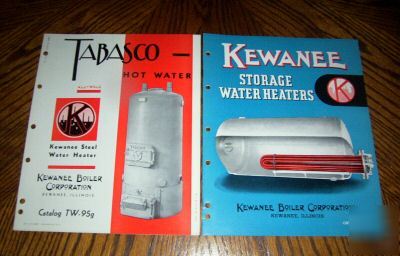 TABASCO
HOT WATER
K
Kewanee Steel
Water Heater
KEWANEE BOILER
CORPORATION
KEWANEE, ILLINOIS
Catalog TW-95g
KEWANEE
STORAGE
WATER HEATERS
K
KEWANEE BOILER CORPORATION
KEWANEE, ILLINOIS